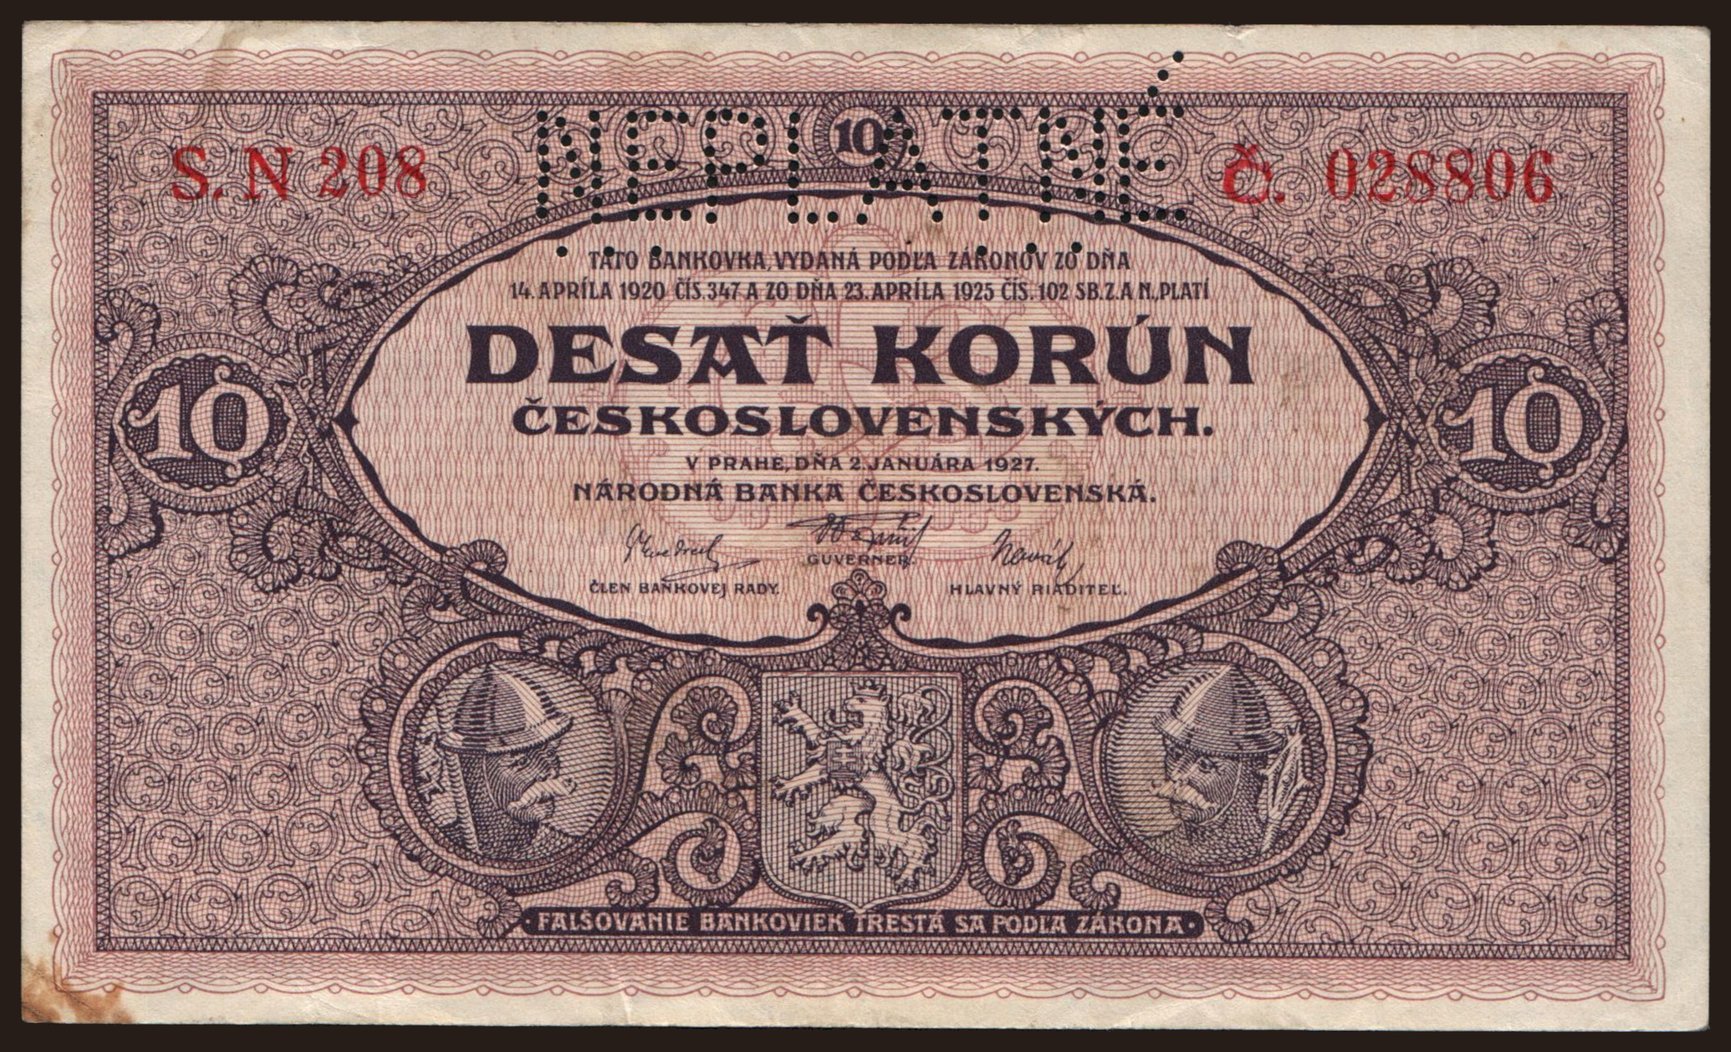 NEPLATNÉ
10
S. N 208
Č. 028806
TÁTO BANKOVKA, VYDANÁ PODĽA ZÁKONOV ZO DŇA
14. APRÍLA 1920 ČÍS. 347 A ZO DŇA 23. APRÍLA 1925 ČÍS. 102 SB. Z. A N., PLATÍ
DESAŤ KORÚN
ČESKOSLOVENSKÝCH.
10
10
V PRAHE, DŇA 2. JANUÁRA 1927.
NÁRODNÁ BANKA ČESKOSLOVENSKÁ.
GUVERNER.
ČLEN BANKOVEJ RADY.
HLAVNÝ RIADITEĽ.
· FALŠOVANIE BANKOVIEK TRESTÁ SA PODĽA ZÁKONA ·